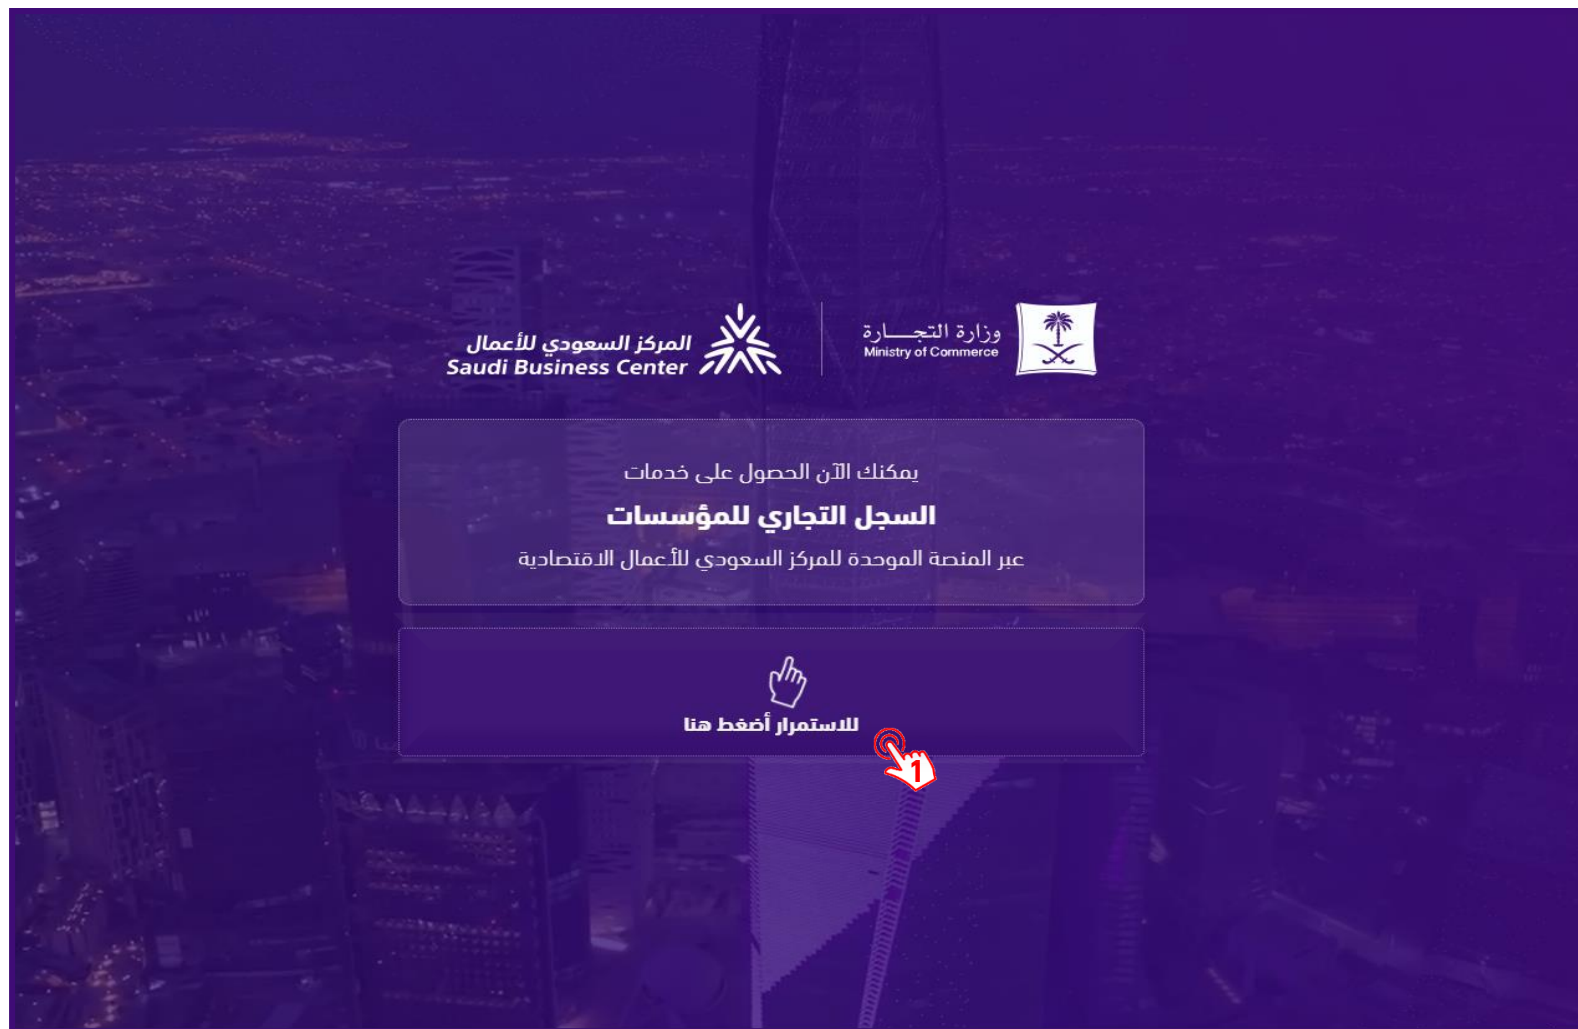 وزارة التجـــارة
Ministry of Commerce
المركز السعودي للأعمال
Saudi Business Center
يمكنك الآن الحصول على خدمات
السجل التجاري للمؤسسات
عبر المنصة الموحدة للمركز السعودي للأعمال الاقتصادية
للاستمرار أضغط هنا
1